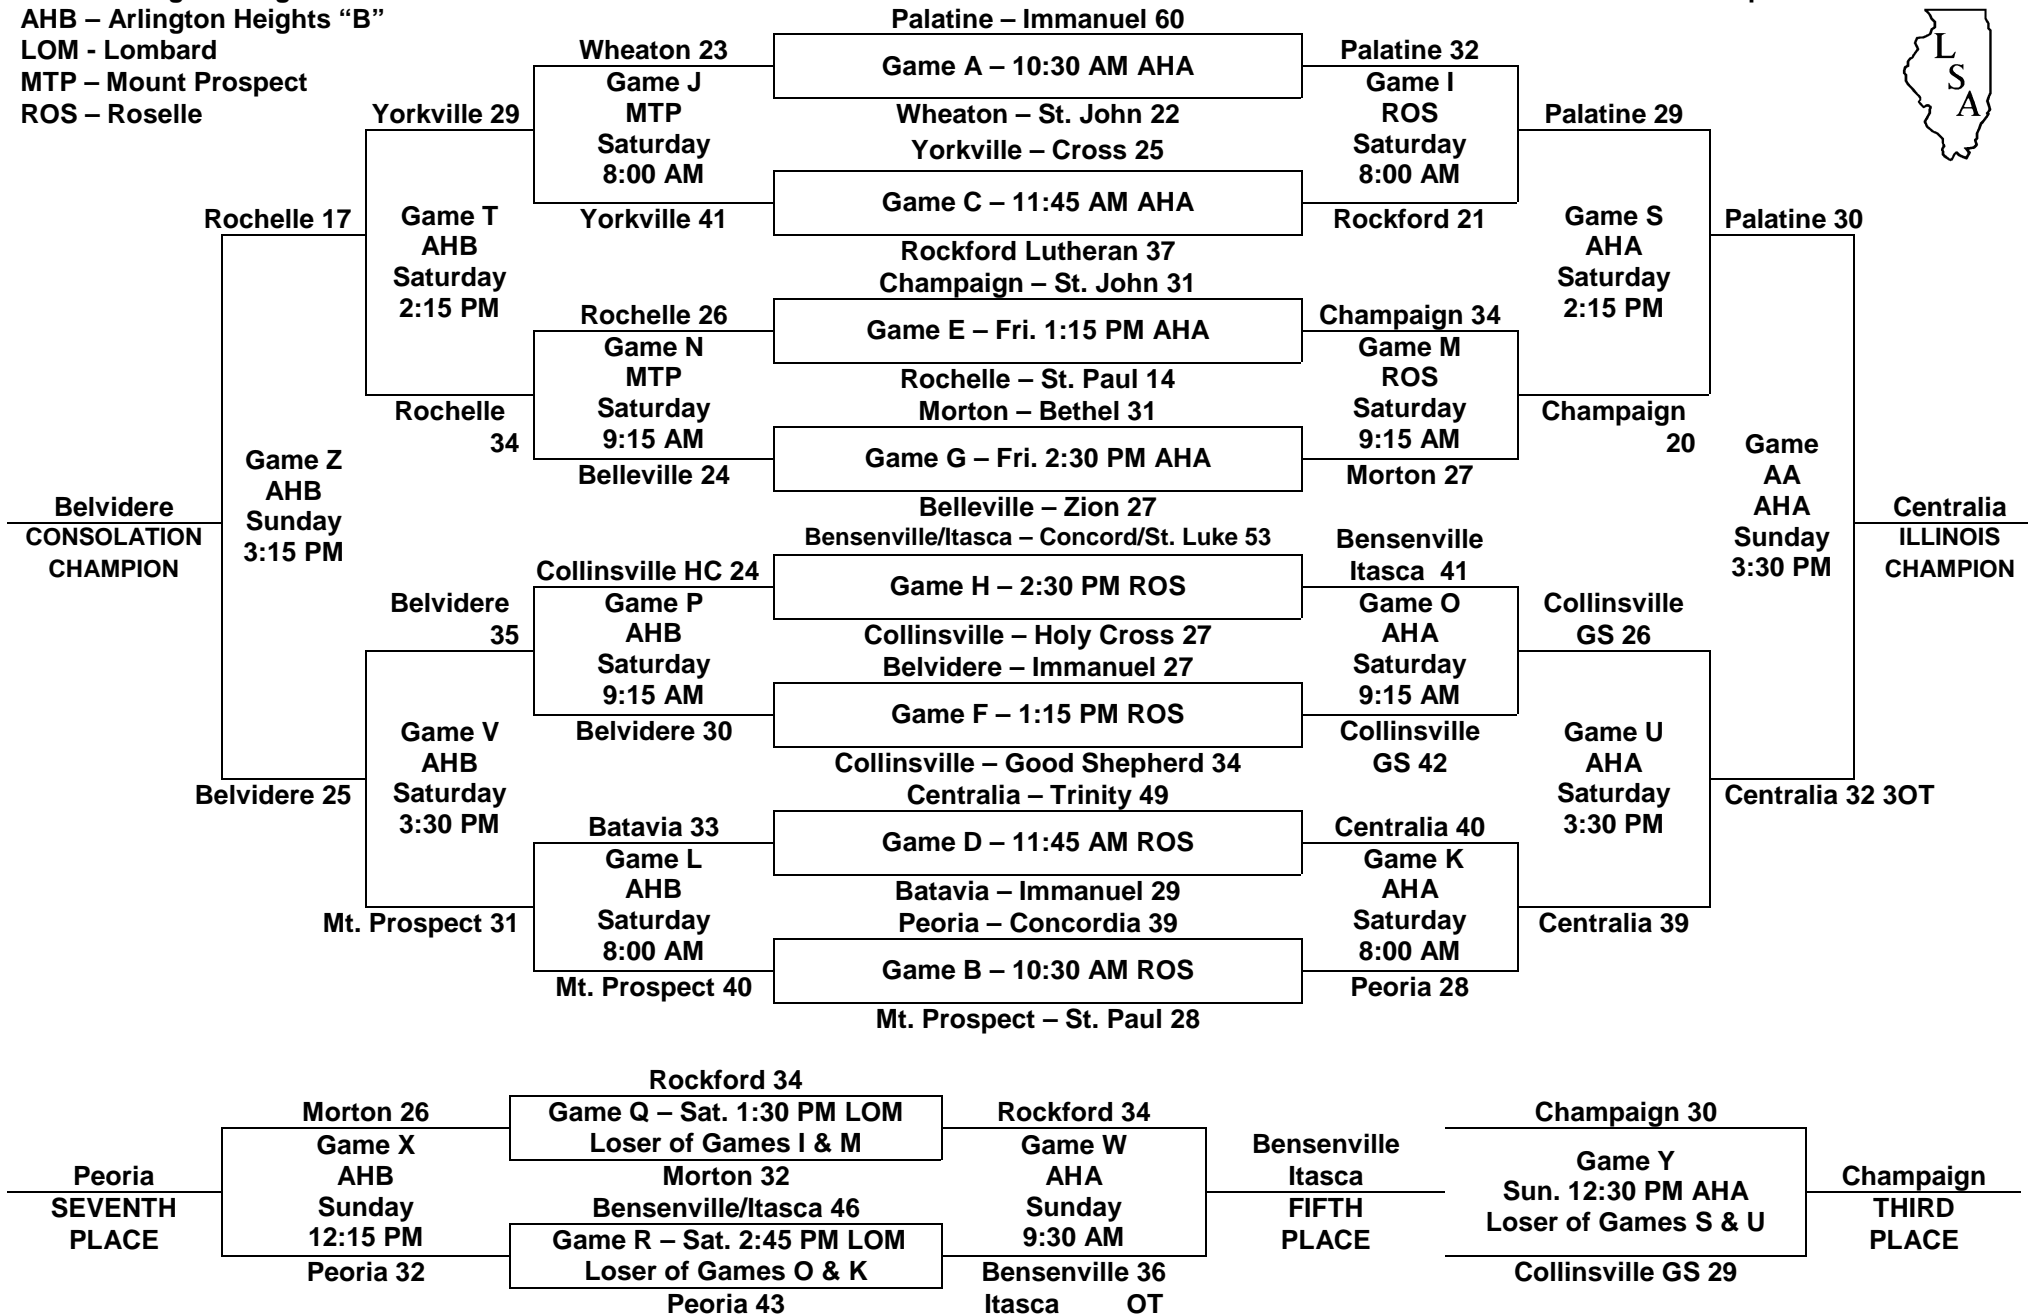 AHB – Arlington Heights “B”
LOM - Lombard
MTP – Mount Prospect
ROS – Roselle
L
S
A
Palatine – Immanuel 60
Game A – 10:30 AM AHA
Wheaton – St. John 22
Yorkville – Cross 25
Game C – 11:45 AM AHA
Rockford Lutheran 37
Champaign – St. John 31
Game E – Fri. 1:15 PM AHA
Rochelle – St. Paul 14
Morton – Bethel 31
Game G – Fri. 2:30 PM AHA
Belleville – Zion 27
Bensenville/Itasca – Concord/St. Luke 53
Game H – 2:30 PM ROS
Collinsville – Holy Cross 27
Belvidere – Immanuel 27
Game F – 1:15 PM ROS
Collinsville – Good Shepherd 34
Centralia – Trinity 49
Game D – 11:45 AM ROS
Batavia – Immanuel 29
Peoria – Concordia 39
Game B – 10:30 AM ROS
Mt. Prospect – St. Paul 28
Wheaton 23
Game J
MTP
Saturday
8:00 AM
Yorkville 41
Rochelle 26
Game N
MTP
Saturday
9:15 AM
Belleville 24
Collinsville HC 24
Game P
AHB
Saturday
9:15 AM
Belvidere 30
Batavia 33
Game L
AHB
Saturday
8:00 AM
Mt. Prospect 40
Yorkville 29
Game T
AHB
Saturday
2:15 PM
Rochelle
34
Belvidere
35
Game V
AHB
Saturday
3:30 PM
Mt. Prospect 31
Rochelle 17
Game Z
AHB
Sunday
3:15 PM
Belvidere 25
Belvidere
CONSOLATION
CHAMPION
Palatine 32
Game I
ROS
Saturday
8:00 AM
Rockford 21
Champaign 34
Game M
ROS
Saturday
9:15 AM
Morton 27
Bensenville
Itasca 41
Game O
AHA
Saturday
9:15 AM
Collinsville
GS 42
Centralia 40
Game K
AHA
Saturday
8:00 AM
Peoria 28
Palatine 29
Game S
AHA
Saturday
2:15 PM
Champaign
20
Collinsville
GS 26
Game U
AHA
Saturday
3:30 PM
Centralia 39
Palatine 30
Game
AA
AHA
Sunday
3:30 PM
Centralia 32 3OT
Centralia
ILLINOIS
CHAMPION
Rockford 34
Game Q – Sat. 1:30 PM LOM
Loser of Games I & M
Morton 32
Bensenville/Itasca 46
Game R – Sat. 2:45 PM LOM
Loser of Games O & K
Peoria 43
Morton 26
Game X
AHB
Sunday
12:15 PM
Peoria 32
Peoria
SEVENTH
PLACE
Rockford 34
Game W
AHA
Sunday
9:30 AM
Bensenville 36
Itasca OT
Bensenville
Itasca
FIFTH
PLACE
Champaign 30
Game Y
Sun. 12:30 PM AHA
Loser of Games S & U
Collinsville GS 29
Champaign
THIRD
PLACE